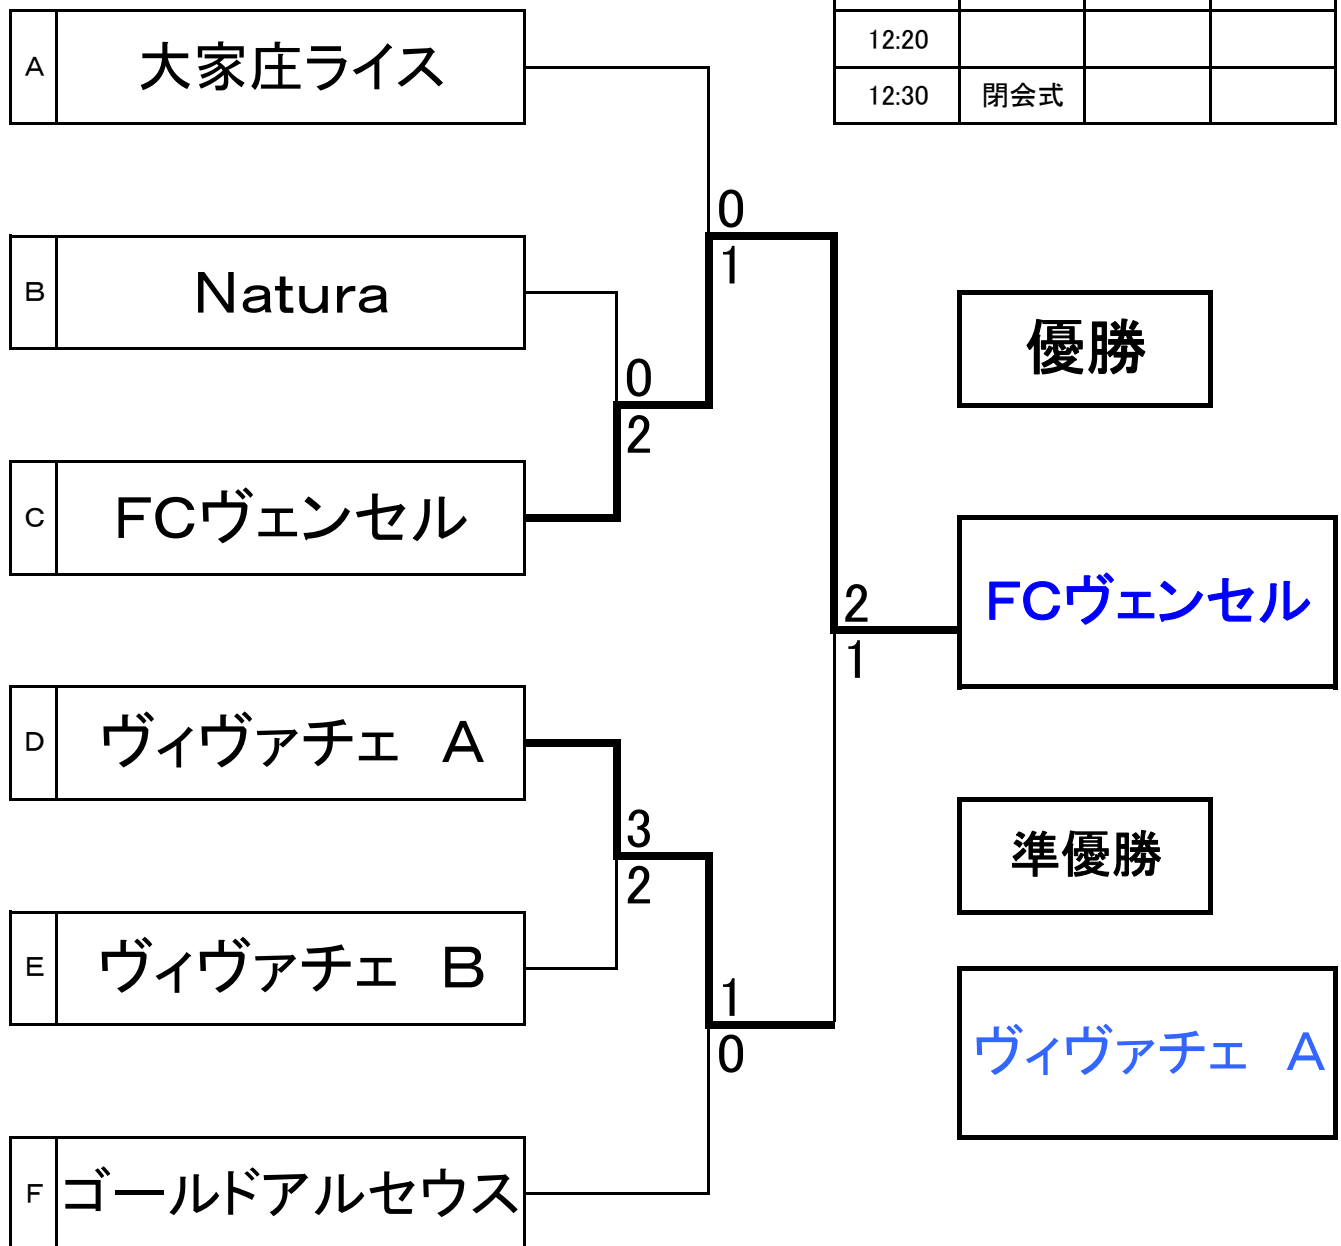 A 大家庄ライス
12:20
12:30 閉会式
0
1
B Natura
優勝
0
2
C FCヴェンセル
FCヴェンセル
2
1
D ヴィヴァチェ　A
3
2
準優勝
E ヴィヴァチェ　B
1
0
ヴィヴァチェ　A
F ゴールドアルセウス